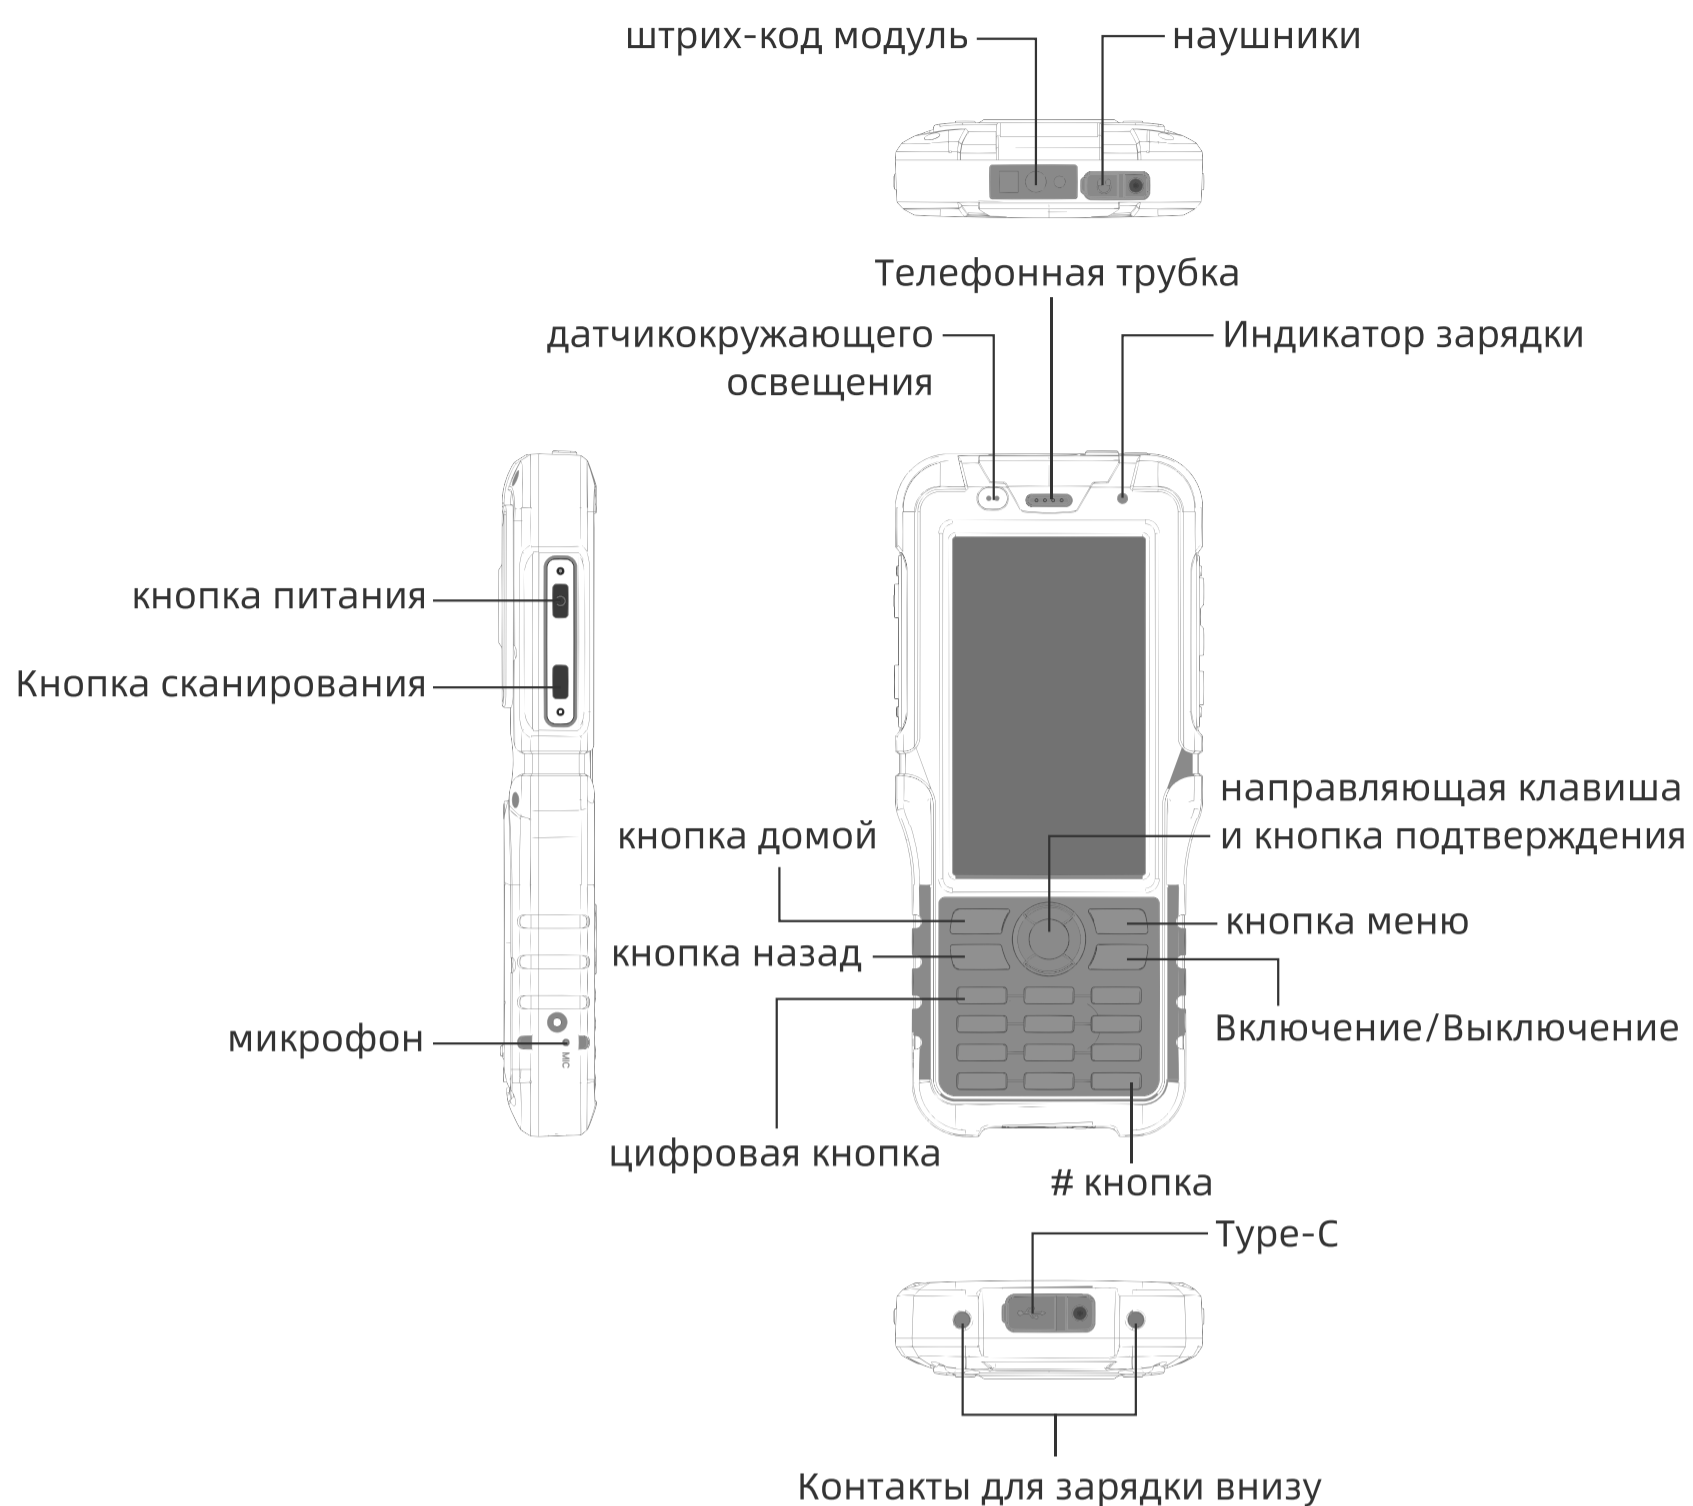 штрих-код модуль
наушники
Телефонная трубка
датчикокружающего
освещения
Индикатор зарядки
кнопка питания
Кнопка сканирования
направляющая клавиша
и кнопка подтверждения
кнопка домой
кнопка меню
кнопка назад
Включение/Выключение
микрофон
MIC
цифровая кнопка
# кнопка
Type-C
Контакты для зарядки внизу